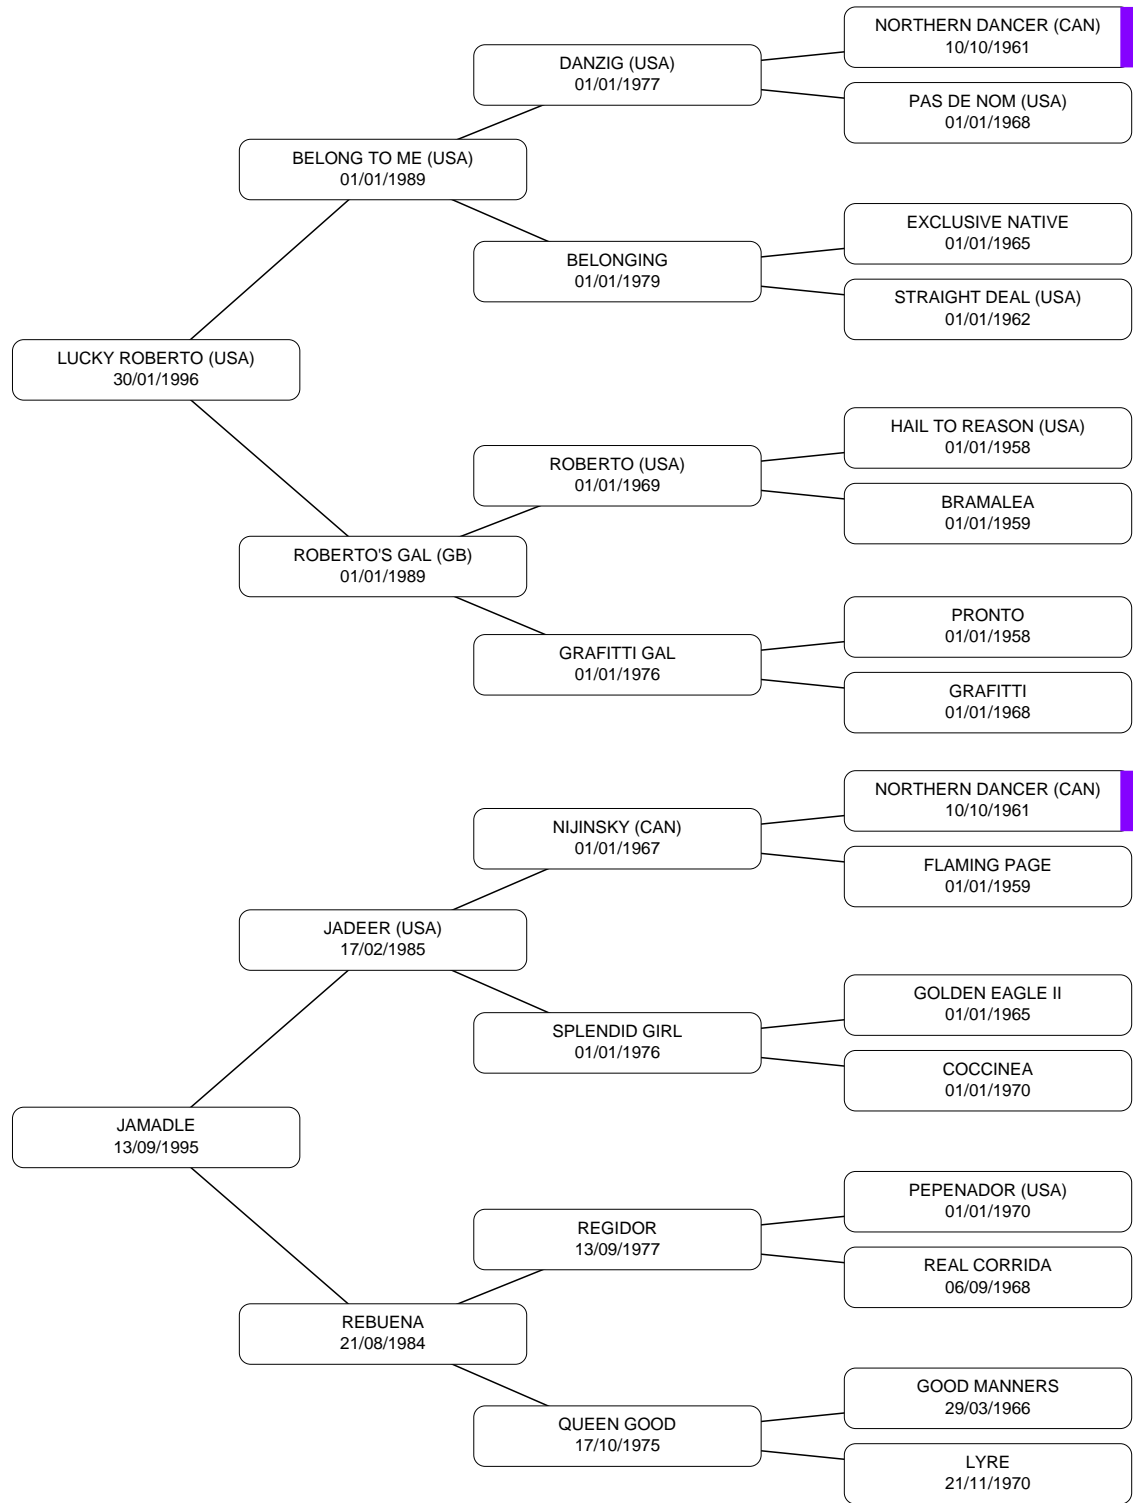 NORTHERN DANCER (CAN)
10/10/1961
DANZIG (USA)
01/01/1977
PAS DE NOM (USA)
01/01/1968
BELONG TO ME (USA)
01/01/1989
EXCLUSIVE NATIVE
01/01/1965
BELONGING
01/01/1979
STRAIGHT DEAL (USA)
01/01/1962
LUCKY ROBERTO (USA)
30/01/1996
HAIL TO REASON (USA)
01/01/1958
ROBERTO (USA)
01/01/1969
BRAMALEA
01/01/1959
ROBERTO'S GAL (GB)
01/01/1989
PRONTO
01/01/1958
GRAFITTI GAL
01/01/1976
GRAFITTI
01/01/1968
NORTHERN DANCER (CAN)
10/10/1961
NIJINSKY (CAN)
01/01/1967
FLAMING PAGE
01/01/1959
JADEER (USA)
17/02/1985
GOLDEN EAGLE II
01/01/1965
SPLENDID GIRL
01/01/1976
COCCINEA
01/01/1970
JAMADLE
13/09/1995
PEPENADOR (USA)
01/01/1970
REGIDOR
13/09/1977
REAL CORRIDA
06/09/1968
REBUENA
21/08/1984
GOOD MANNERS
29/03/1966
QUEEN GOOD
17/10/1975
LYRE
21/11/1970